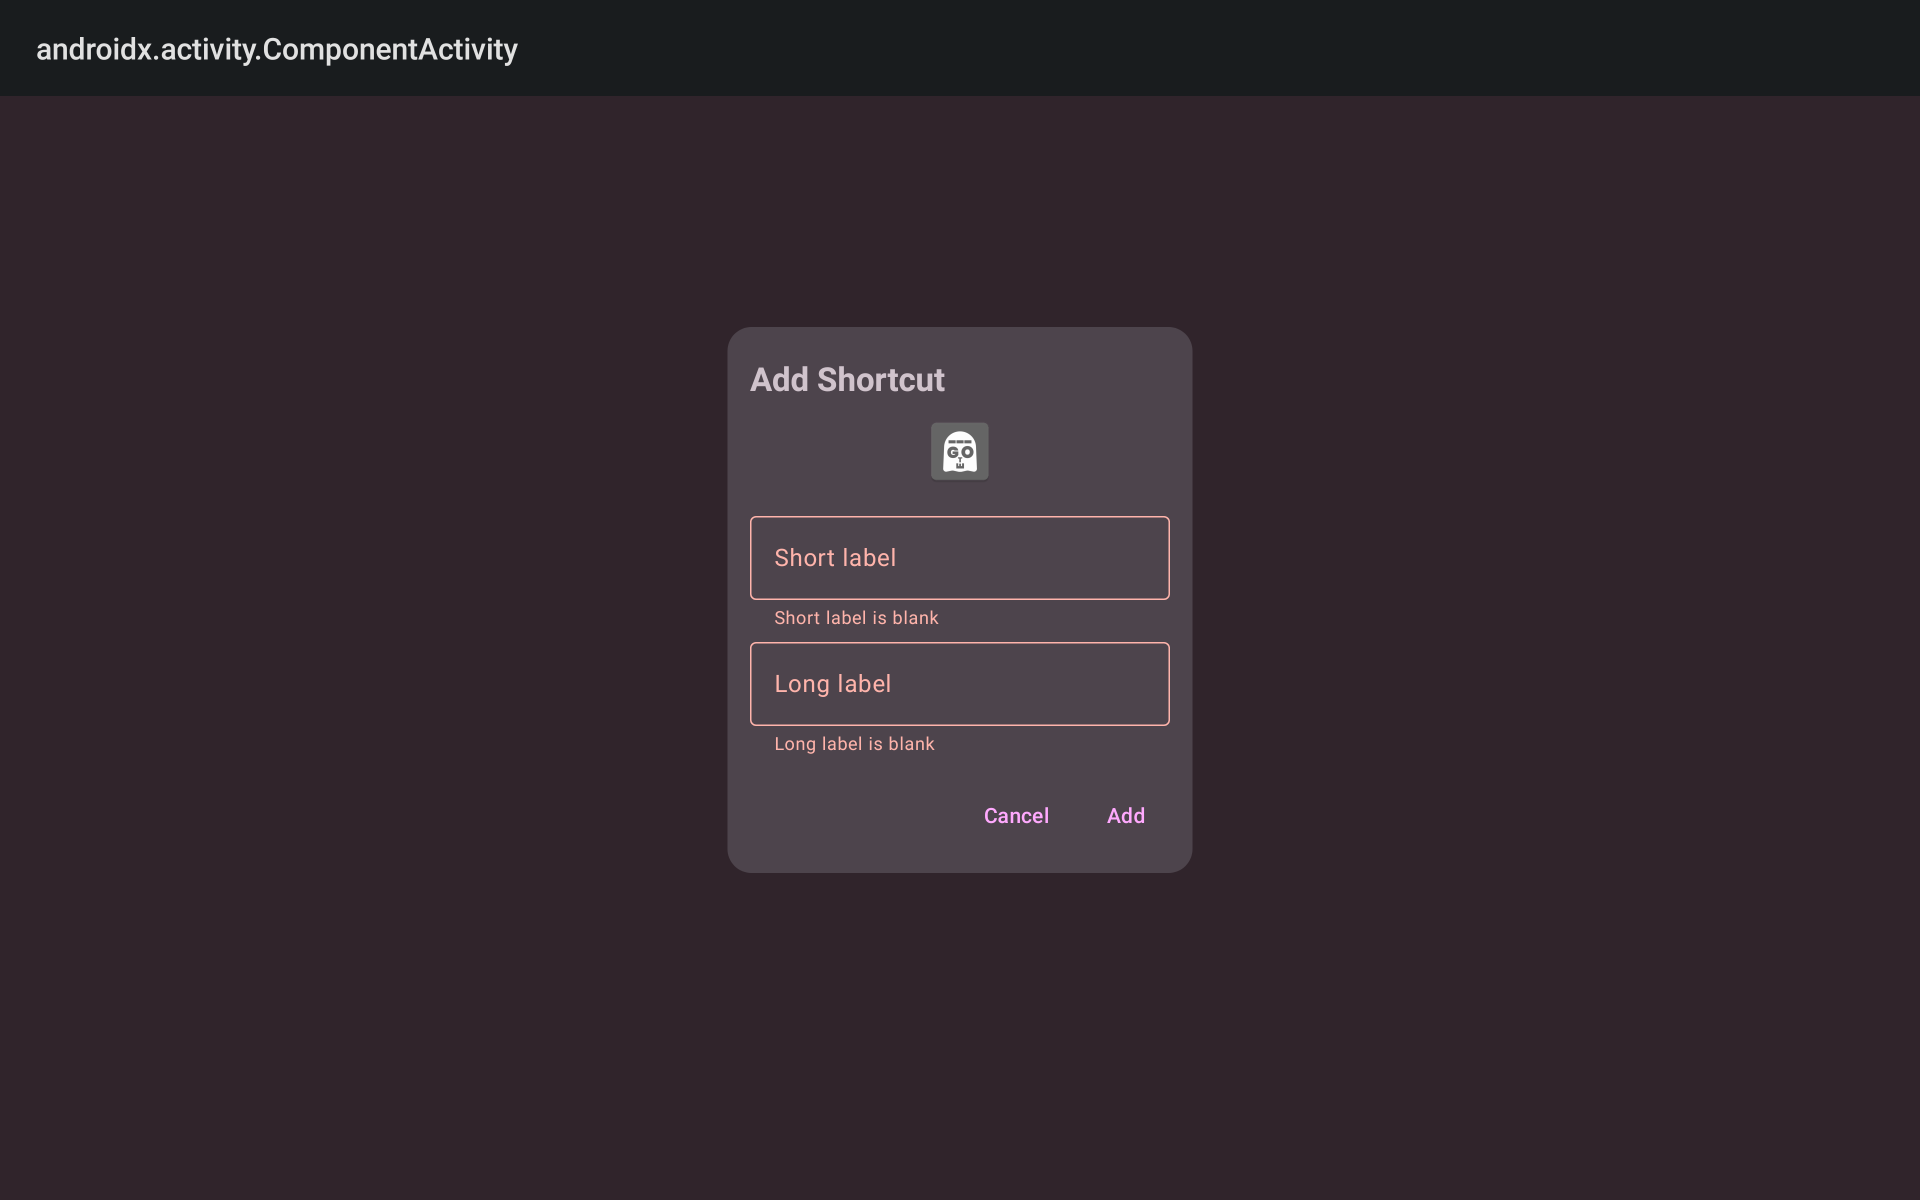 androidx.activity.ComponentActivity
Add Shortcut
GO
Short label
Short label is blank
Long label
Long label is blank
Cancel
Add